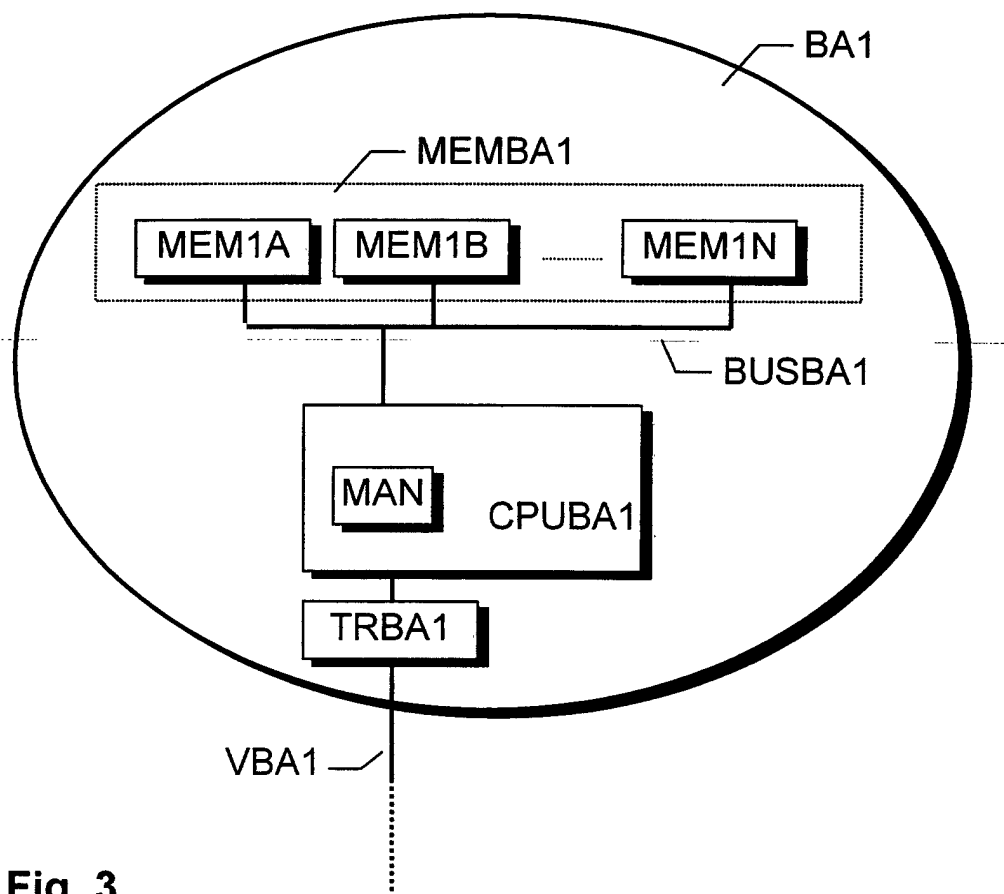 BA1
MEMBA1
MEM1A MEM1B MEM1N
BUSBA1
MAN
CPUBA1
TRBA1
VBA1
Fig. 3